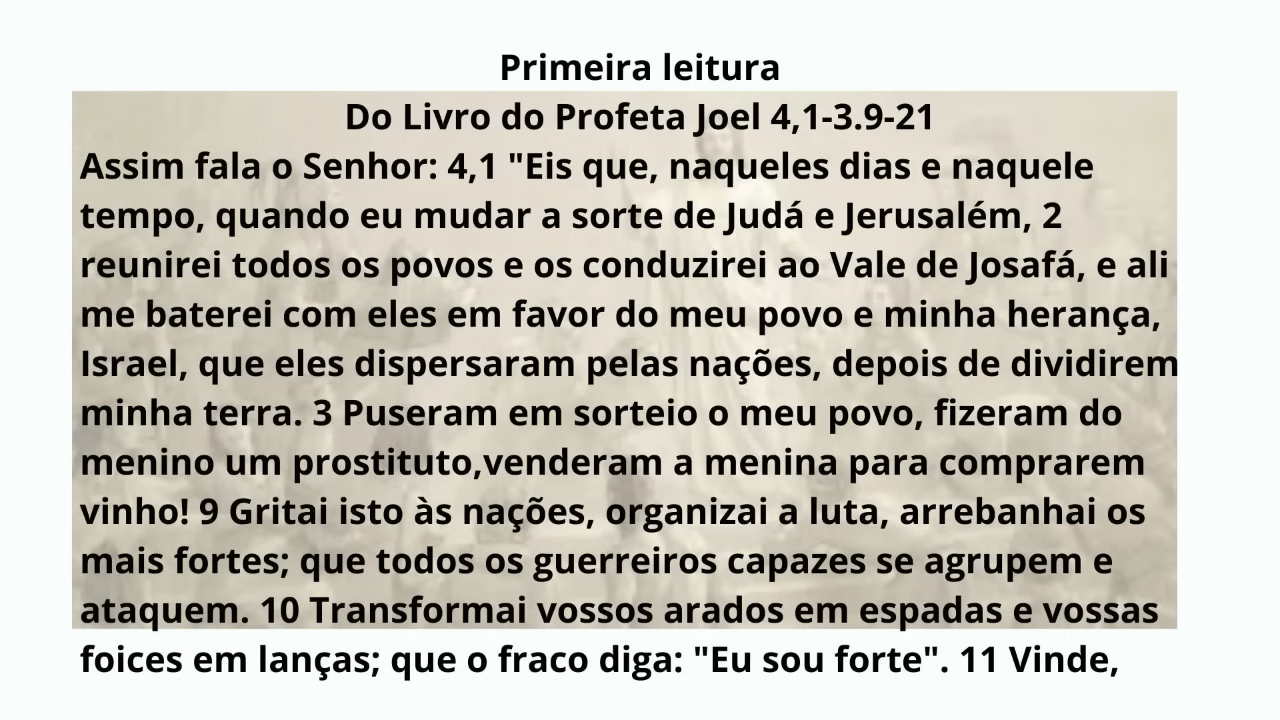 Primeira leitura
Do Livro do Profeta Joel 4,1-3.9-21
Assim fala o Senhor: 4,1 "Eis que, naqueles dias e naquele
tempo, quando eu mudar a sorte de Judá e Jerusalém, 2
reunirei todos os povos e os conduzirei ao Vale de Josafá, e ali
me baterei com eles em favor do meu povo e minha herança,
Israel, que eles dispersaram pelas nações, depois de dividirem
minha terra. 3 Puseram em sorteio o meu povo, fizeram do
menino um prostituto,venderam a menina para comprarem
vinho! 9 Gritai isto às nações, organizai a luta, arrebanhai os
mais fortes; que todos os guerreiros capazes se agrupem e
ataquem. 10 Transformai vossos arados em espadas e vossas
foices em lanças; que o fraco diga: "Eu sou forte". 11 Vinde,